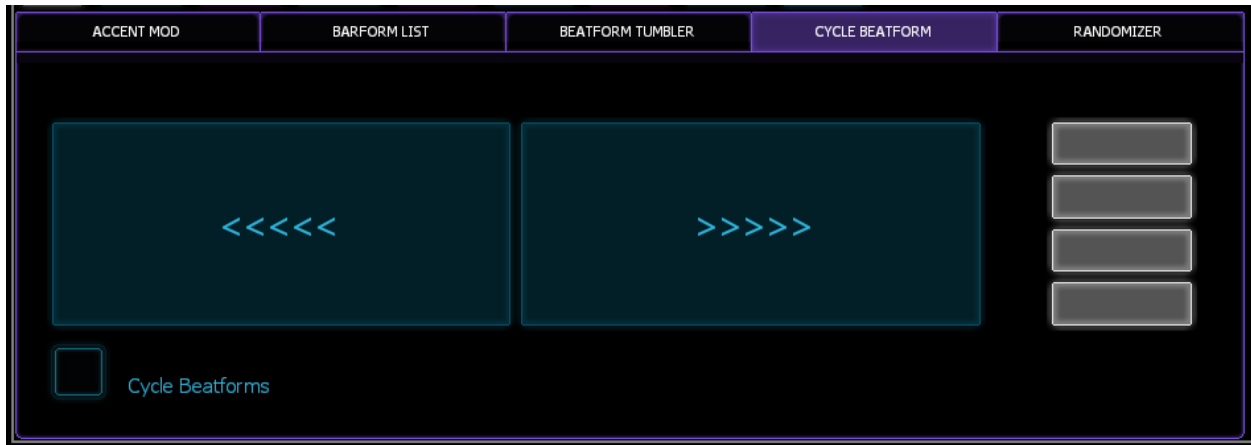 ACCENT MOD
BARFORM LIST
BEATFORM TUMBLER
CYCLE BEATFORM
RANDOMIZER
<<<<<
>>>>>
Cycle Beatforms